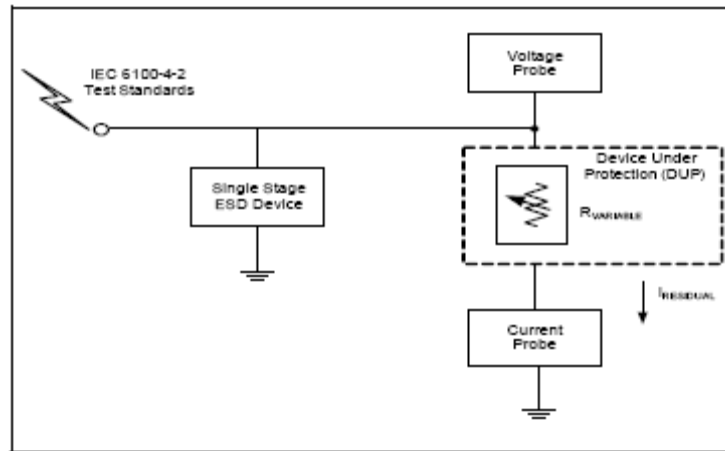 IEC 6100-4-2
Test Standards
Voltage
Probe
Single Stage
ESD Device
Device Under
Protection (DUP)
RVARIABLE
IRESIDUAL
Current
Probe